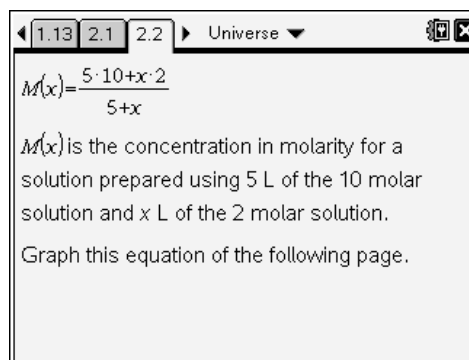 1.13 2.1 2.2 Universe
M(x)=5·10+x·2
5+x
M(x) is the concentration in molarity for a
solution prepared using 5 L of the 10 molar
solution and x L of the 2 molar solution.
Graph this equation of the following page.